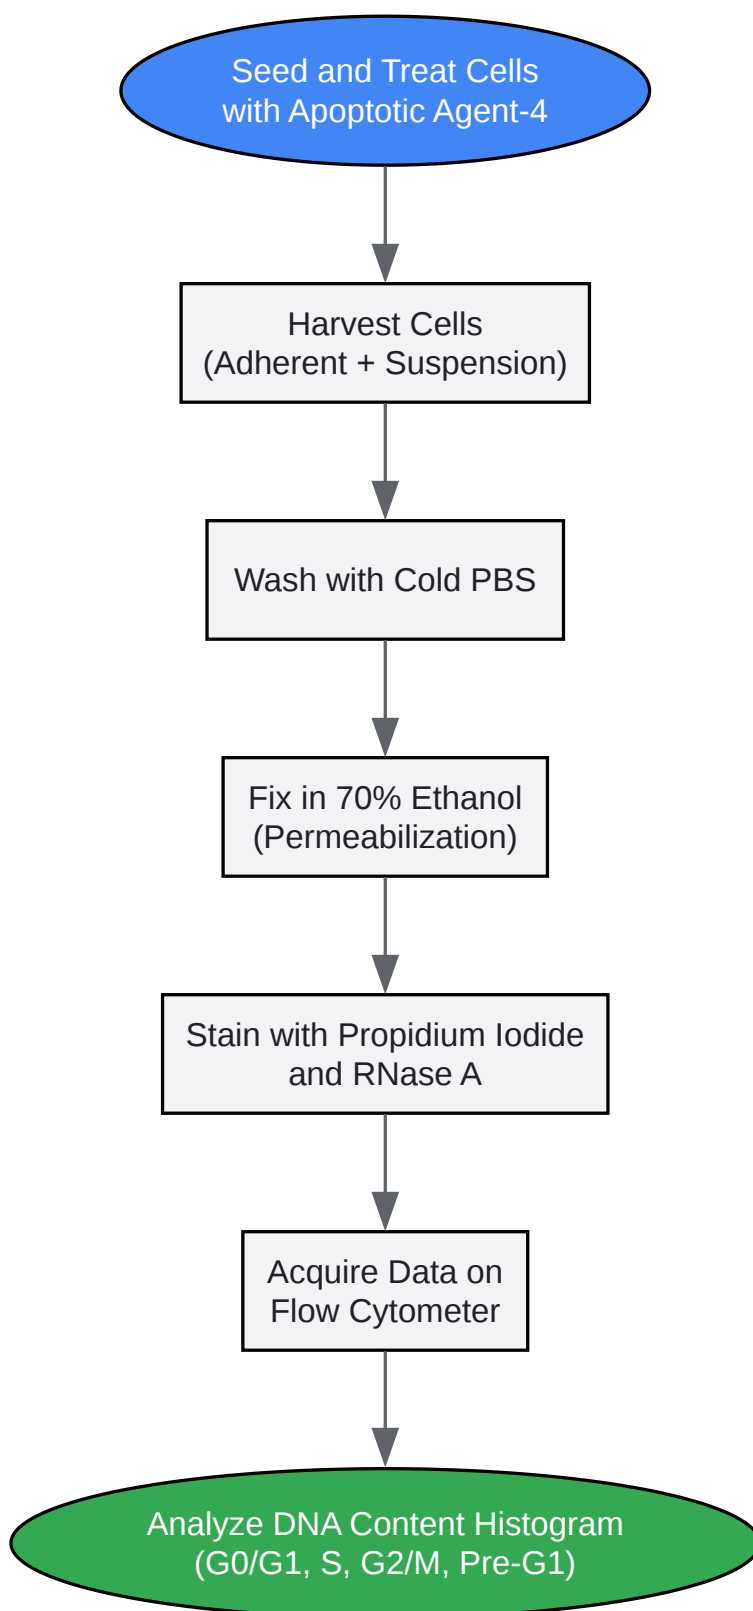 Seed and Treat Cells
with Apoptotic Agent-4
Harvest Cells
(Adherent + Suspension)
Wash with Cold PBS
Fix in 70% Ethanol
(Permeabilization)
Stain with Propidium Iodide
and RNase A
Acquire Data on
Flow Cytometer
Analyze DNA Content Histogram
(G0/G1, S, G2/M, Pre-G1)